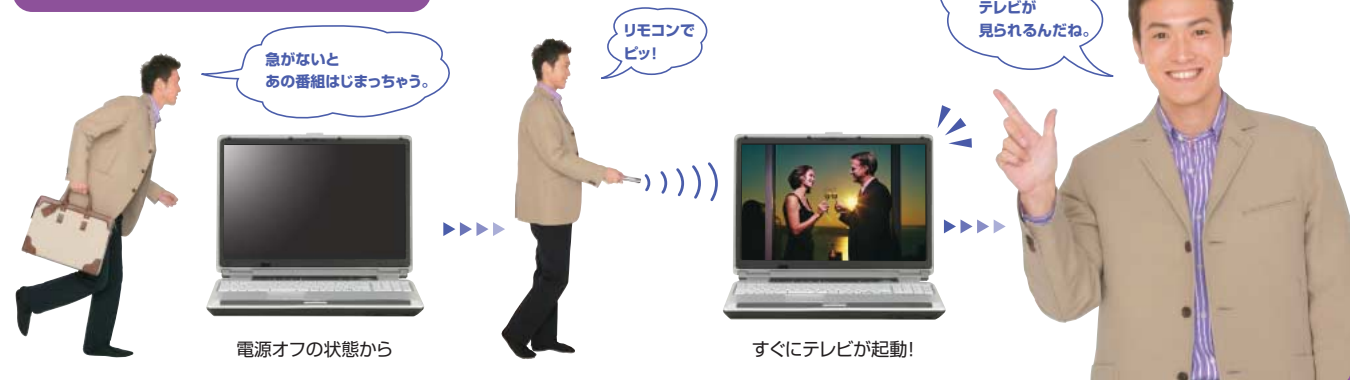 急がないと
あの番組はじまっちゃう。
リモコンで
ピッ!
テレビが
見られるんだね。
電源オフの状態から
すぐにテレビが起動!